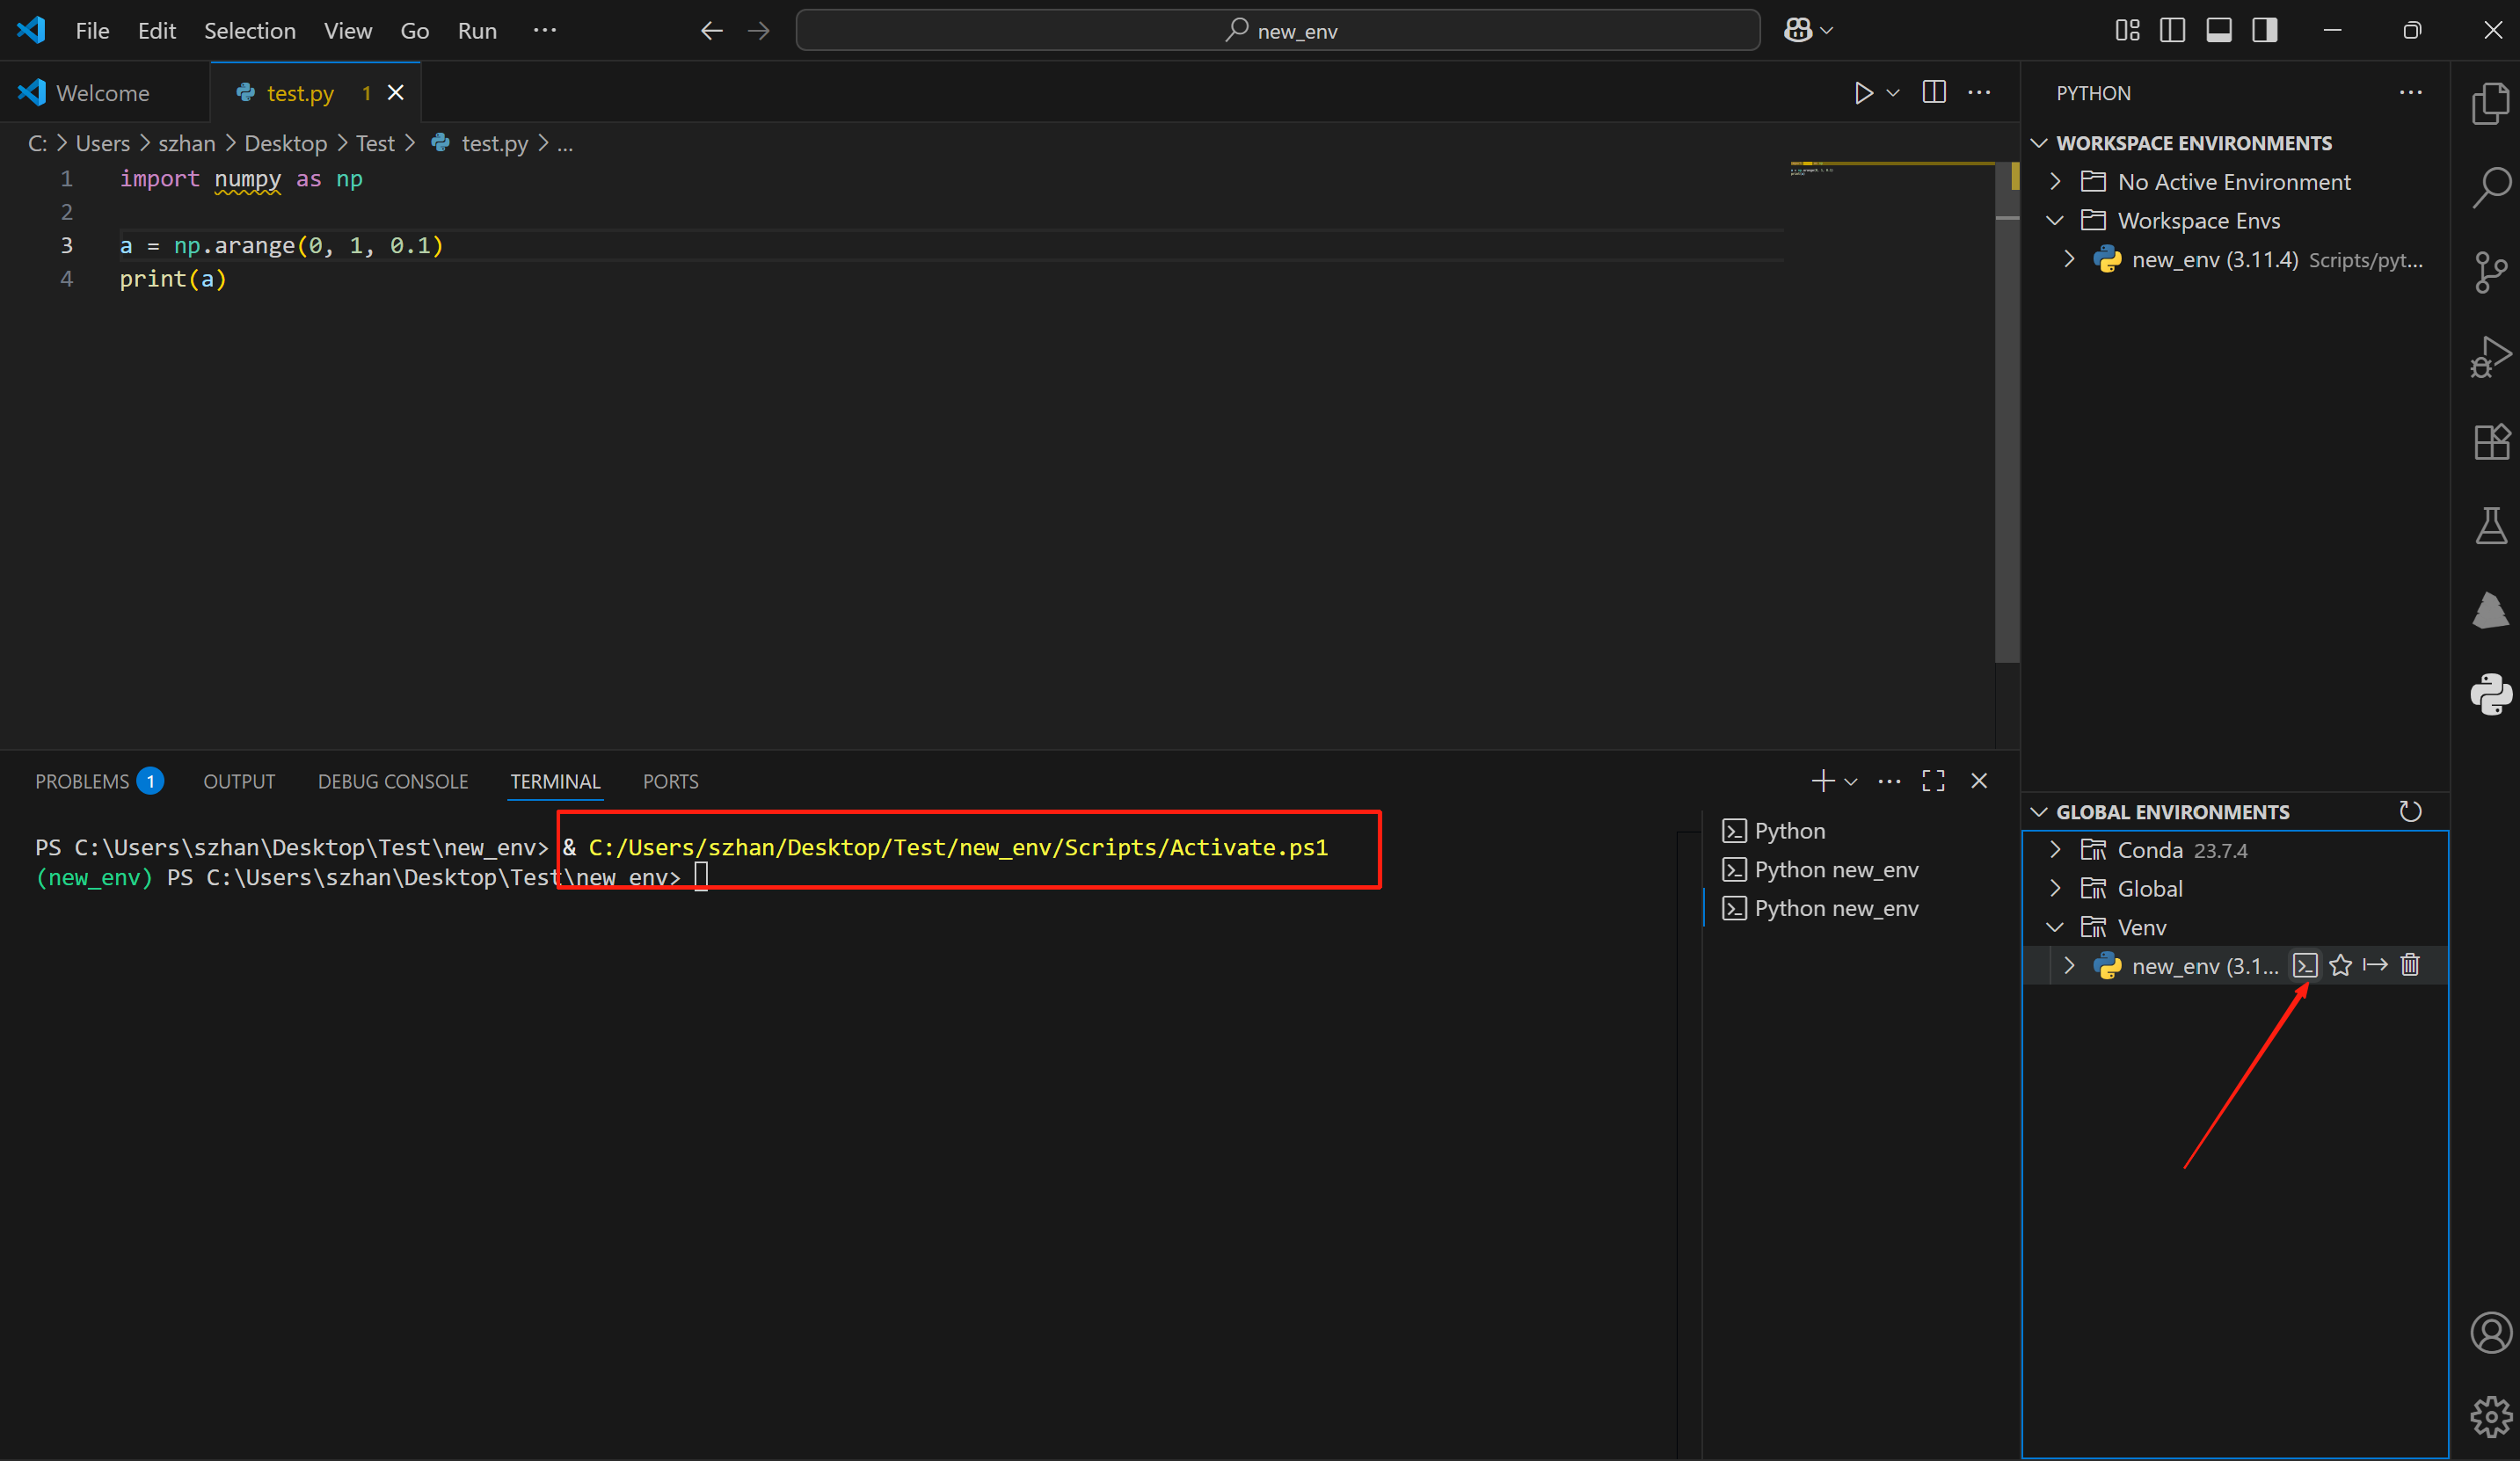 File Edit Selection View Go Run ··· new_env
Welcome test.py 1
C: > Users > szhan > Desktop > Test > test.py > ...
1 import numpy as np
2
3 a = np.arange(0, 1, 0.1)
4 print(a)
PROBLEMS 1 OUTPUT DEBUG CONSOLE TERMINAL PORTS
PS C:\Users\szhan\Desktop\Test\new_env> & C:/Users/szhan/Desktop/Test/new_env/Scripts/Activate.ps1
(new_env) PS C:\Users\szhan\Desktop\Test\new_env>
Python
Python new_env
Python new_env
PYTHON
WORKSPACE ENVIRONMENTS
No Active Environment
Workspace Envs
new_env (3.11.4) Scripts/pyt...
GLOBAL ENVIRONMENTS
Conda 23.7.4
Global
Venv
new_env (3.1...